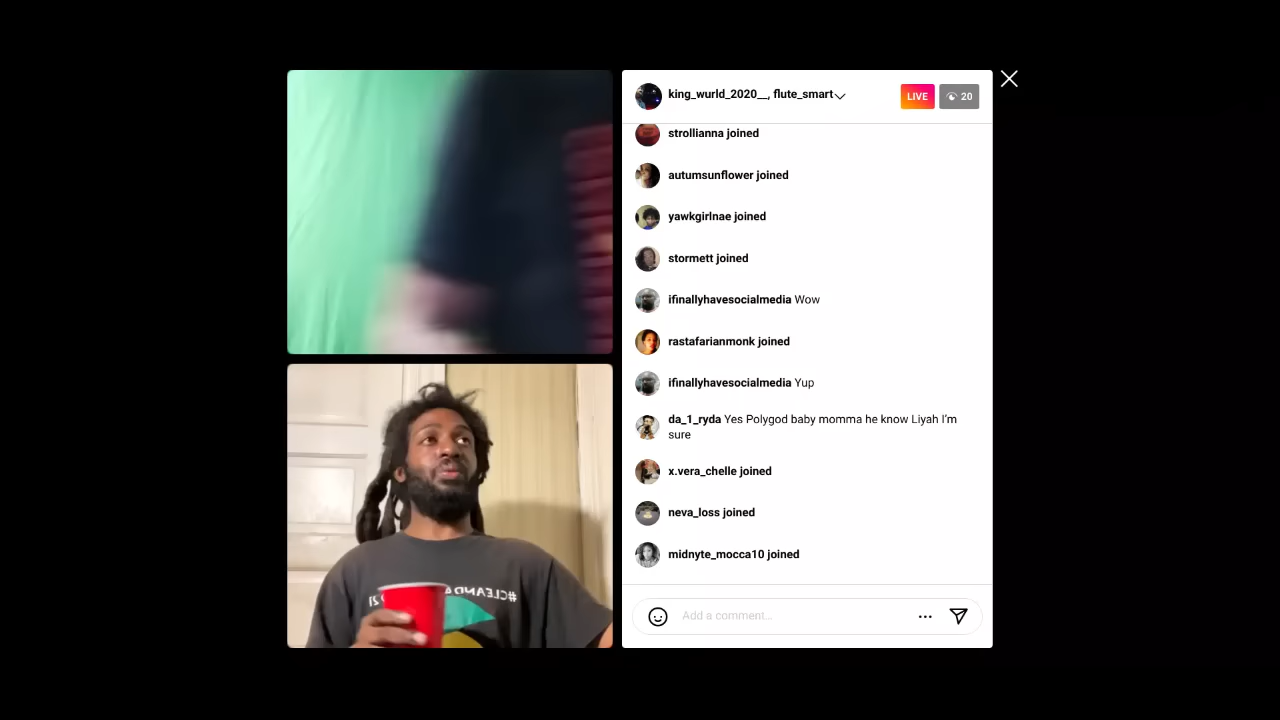 king_wurld_2020__, flute_smart
LIVE
20
strollianna joined
autumsunflower joined
yawkgirlnae joined
stormett joined
ifinallyhavesocialmedia Wow
rastafarianmonk joined
ifinallyhavesocialmedia Yup
da_1_ryda Yes Polygod baby momma he know Liyah I'm
sure
x.vera_chelle joined
neva_loss joined
midnyte_mocca10 joined
Add a comment...